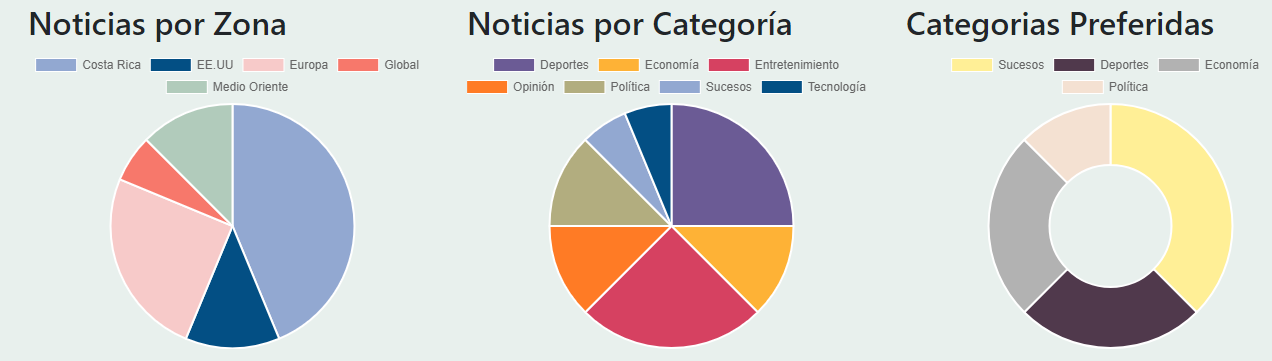 Noticias por Zona
Costa Rica EE.UU Europa Global
Medio Oriente
Noticias por Categoría
Deportes Economía Entretenimiento
Opinión Política Sucesos Tecnología
Categorias Preferidas
Sucesos Deportes Economía
Política